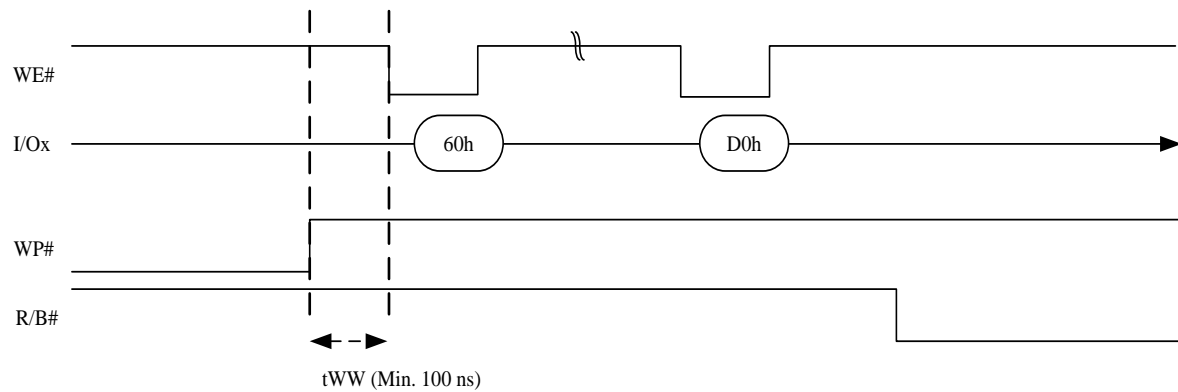 WE#
I/Ox
60h
D0h
WP#
R/B#
tWW (Min. 100 ns)